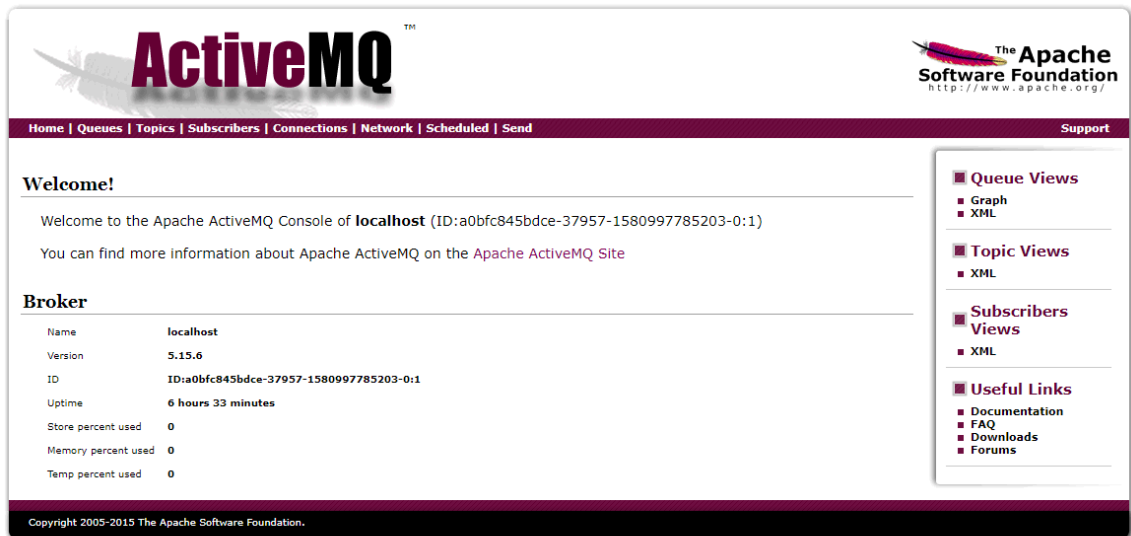 ActiveMQ ™
The Apache
Software Foundation
http://www.apache.org/
Home | Queues | Topics | Subscribers | Connections | Network | Scheduled | Send
Support
Welcome!
Welcome to the Apache ActiveMQ Console of localhost (ID:a0bfc845bdce-37957-1580997785203-0:1)
You can find more information about Apache ActiveMQ on the Apache ActiveMQ Site
Broker
Name localhost
Version 5.15.6
ID ID:a0bfc845bdce-37957-1580997785203-0:1
Uptime 6 hours 33 minutes
Store percent used 0
Memory percent used 0
Temp percent used 0
Queue Views
Graph
XML
Topic Views
XML
Subscribers
Views
XML
Useful Links
Documentation
FAQ
Downloads
Forums
Copyright 2005-2015 The Apache Software Foundation.